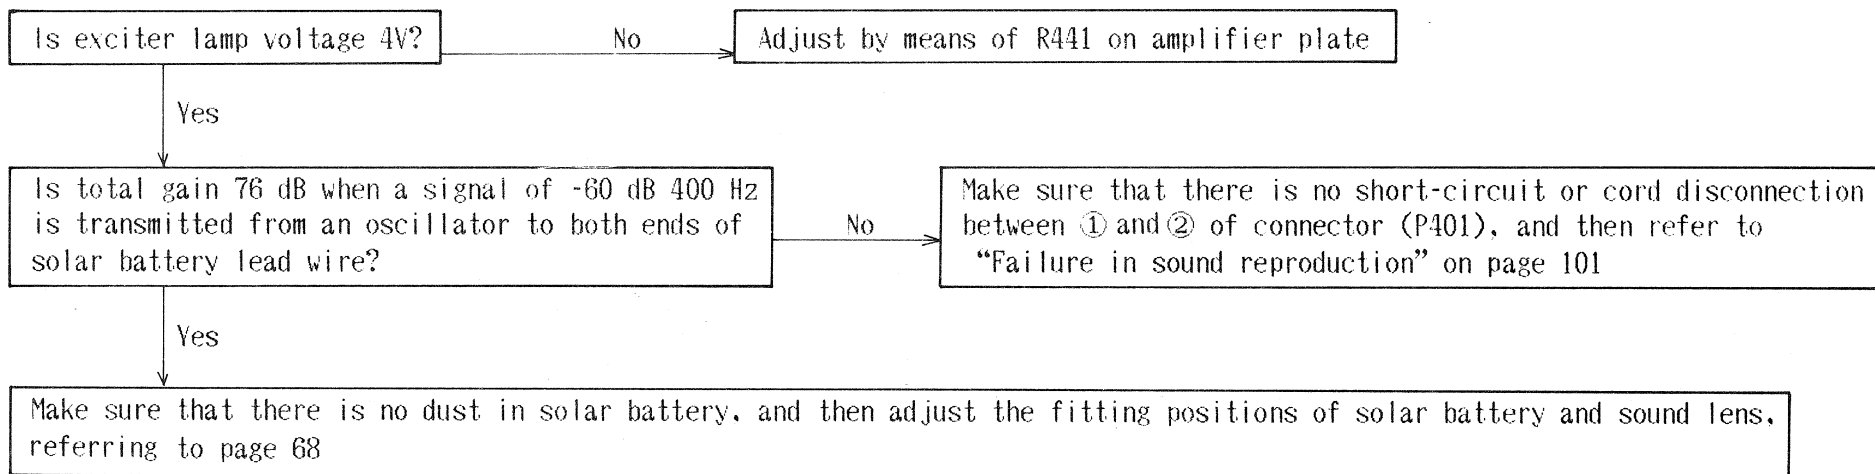 Is exciter lamp voltage 4V?
No
Adjust by means of R441 on amplifier plate
Yes
Is total gain 76 dB when a signal of -60 dB 400 Hz
is transmitted from an oscillator to both ends of
solar battery lead wire?
No
Make sure that there is no short-circuit or cord disconnection
between ① and ② of connector (P401), and then refer to
“Failure in sound reproduction” on page 101
Yes
Make sure that there is no dust in solar battery, and then adjust the fitting positions of solar battery and sound lens,
referring to page 68